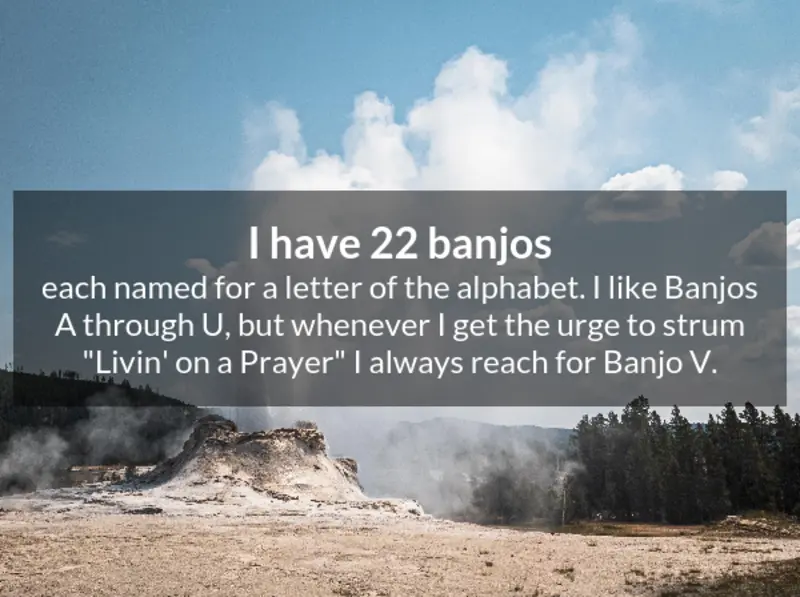 I have 22 banjos
each named for a letter of the alphabet. I like Banjos
A through U, but whenever I get the urge to strum
"Livin' on a Prayer" I always reach for Banjo V.